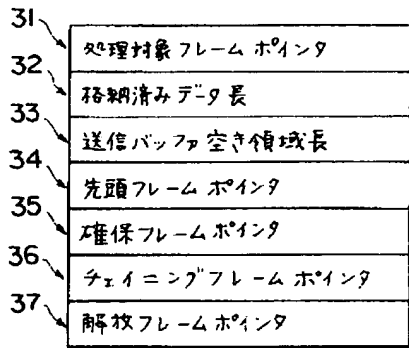 31 処理対象フレームポインタ
32 格納済みデータ長
33 送信バッファ空き領域長
34 先頭フレームポインタ
35 確保フレームポインタ
36 チェイニングフレームポインタ
37 解放フレームポインタ